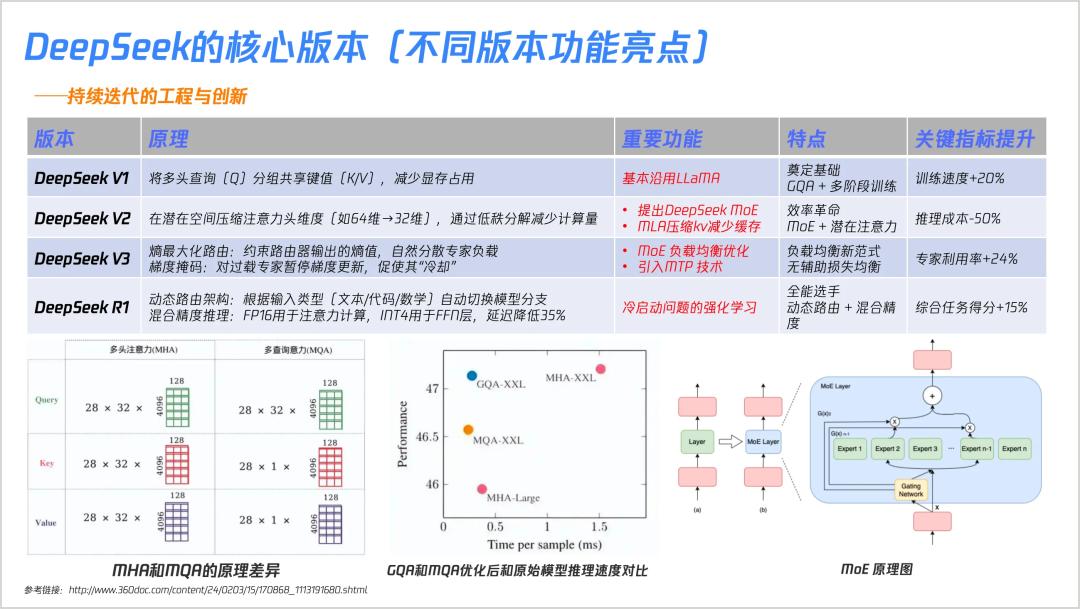 DeepSeek的核心版本（不同版本功能亮点）
——持续迭代的工程与创新
版本 原理 重要功能 特点 关键指标提升
DeepSeek V1 将多头查询（Q）分组共享键值（K/V），减少显存占用 基本沿用LLaMA 奠定基础
GQA + 多阶段训练 训练速度+20%
DeepSeek V2 在潜在空间压缩注意力头维度（如64维→32维），通过低秩分解减少计算量 • 提出DeepSeek MoE
• MLA压缩kv减少缓存 效率革命
MoE + 潜在注意力 推理成本-50%
DeepSeek V3 熵最大化路由：约束路由器输出的熵值，自然分散专家负载
梯度掩码：对过载专家暂停梯度更新，促使其“冷却” • MoE 负载均衡优化
• 引入MTP 技术 负载均衡新范式
无辅助损失均衡 专家利用率+24%
DeepSeek R1 动态路由架构：根据输入类型（文本/代码/数学）自动切换模型分支
混合精度推理：FP16用于注意力计算，INT4用于FFN层，延迟降低35% 冷启动问题的强化学习 全能选手
动态路由 + 混合精
度 综合任务得分+15%
多头注意力(MHA) 多查询意力(MQA)
Query 28 × 32 × 4096 128 28 × 32 × 4096 128
Key 28 × 32 × 4096 128 28 × 1 × 4096 128
Value 28 × 32 × 4096 128 28 × 1 × 4096 128
MHA和MQA的原理差异
Performance
47
46.5
46
GQA-XXL
MHA-XXL
MQA-XXL
MHA-Large
0 0.5 1 1.5
Time per sample (ms)
GQA和MQA优化后和原始模型推理速度对比
Layer
MoE Layer
(a) (b)
MoE Layer
+
G(x)2
X
X
G(x) n-1
Expert 1 Expert 2 Expert 3 ... Expert n-1 Expert n
Gating
Network
x
MoE 原理图
参考链接：http://www.360doc.com/content/24/0203/15/170868_1113191680.shtml